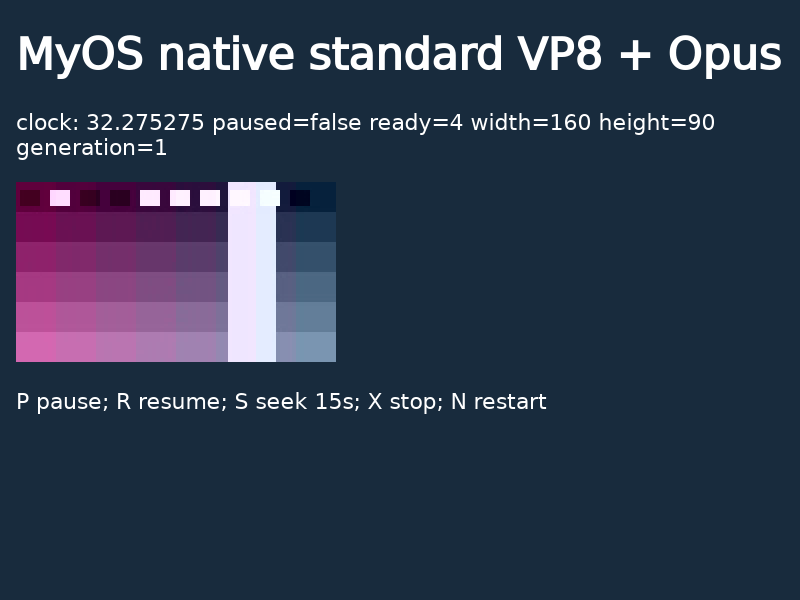 MyOS native standard VP8 + Opus
clock: 32.275275 paused=false ready=4 width=160 height=90
generation=1
P pause; R resume; S seek 15s; X stop; N restart